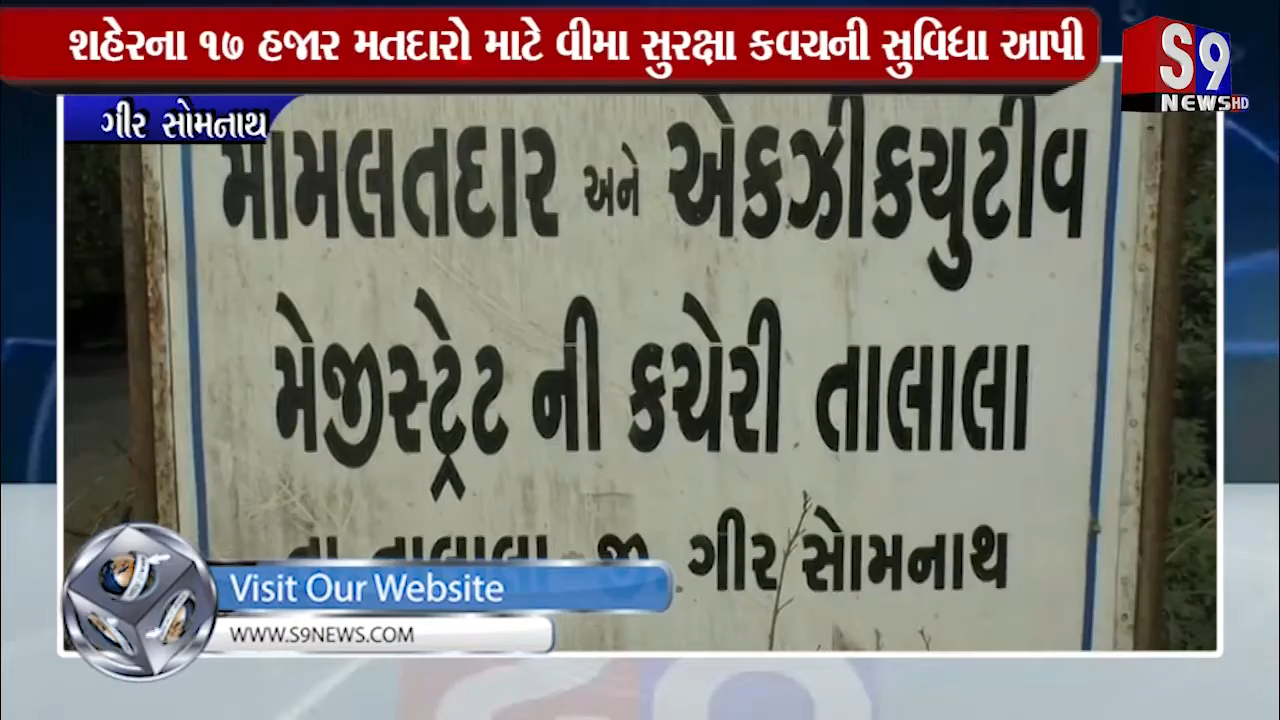 શહેરના ૧૭ હજાર મતદારો માટે વીમા સુરક્ષા કવચની સુવિધા આપી
S9
NEWS HD
ગીર સોમનાથ
મામલતદાર અને એકઝીકયુટીવ
મેજીસ્ટ્રેટ ની કચેરી તાલાલા
તા તાલાલા જી. ગીર સોમનાથ
Visit Our Website
WWW.S9NEWS.COM